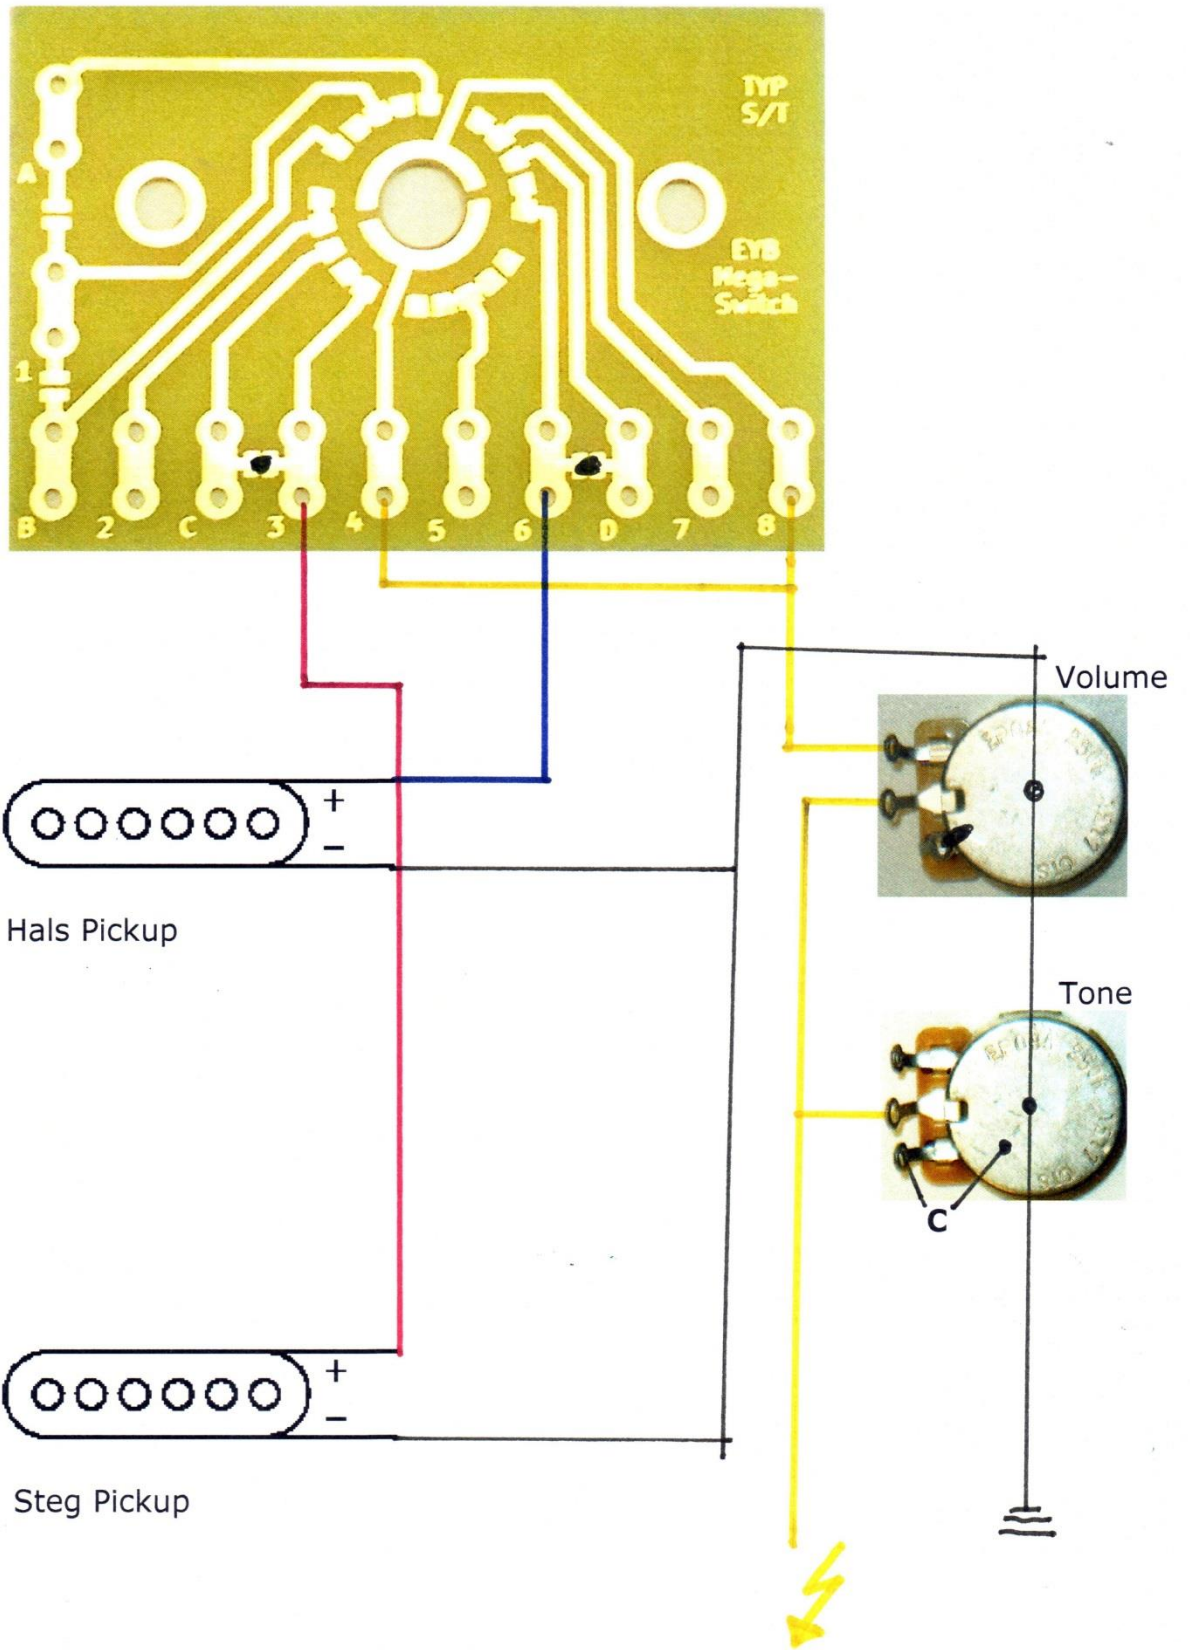 TYP
S/T
A
EYB
Mega-
Switch
1
B 2 C 3 4 5 6 D 7 8
Volume
+
−
Hals Pickup
Tone
C
+
−
Steg Pickup